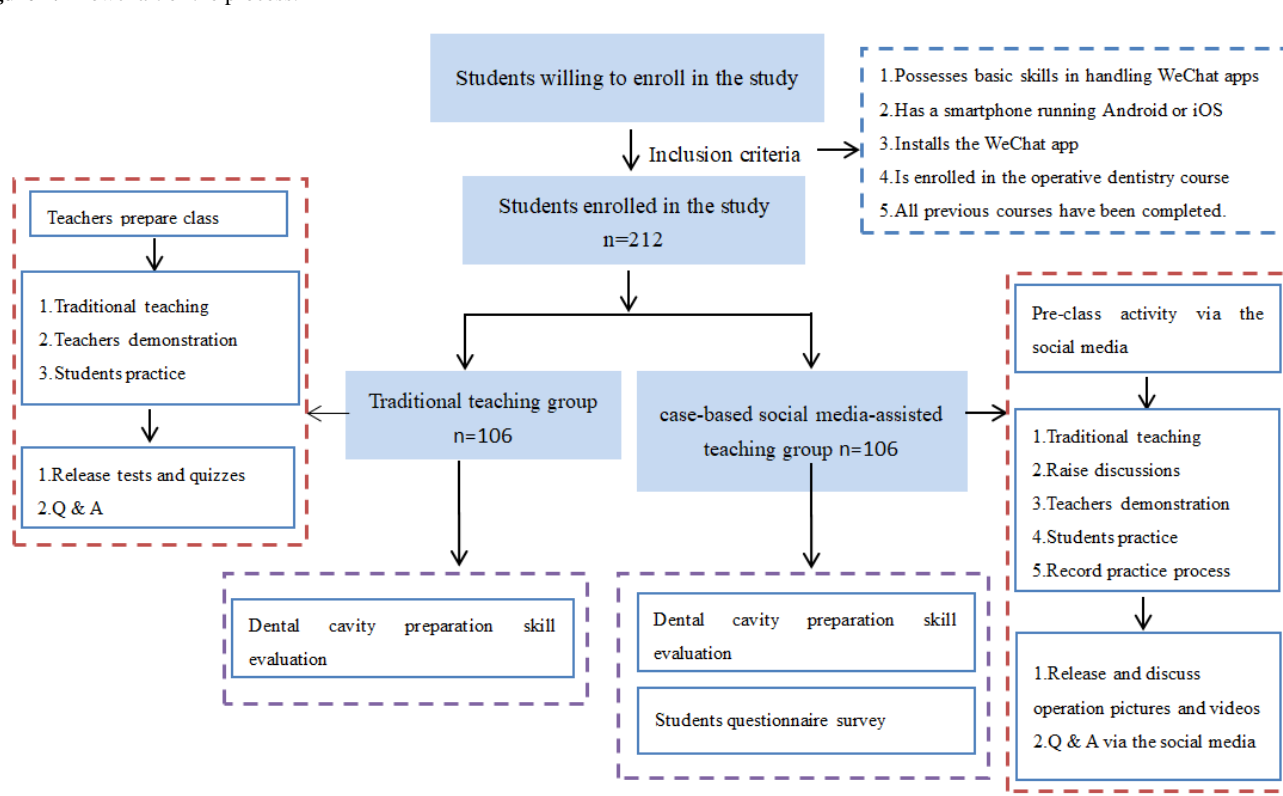 Students willing to enroll in the study
Inclusion criteria
1.Possesses basic skills in handling WeChat apps
2.Has a smartphone running Android or iOS
3.Installs the WeChat app
4.Is enrolled in the operative dentistry course
5.All previous courses have been completed.
Students enrolled in the study
n=212
Teachers prepare class
1.Traditional teaching
2.Teachers demonstration
3.Students practice
1.Release tests and quizzes
2.Q & A
Traditional teaching group
n=106
case-based social media-assisted
teaching group n=106
Pre-class activity via the
social media
1.Traditional teaching
2.Raise discussions
3.Teachers demonstration
4.Students practice
5.Record practice process
1.Release and discuss
operation pictures and videos
2.Q & A via the social media
Dental cavity preparation skill
evaluation
Dental cavity preparation skill
evaluation
Students questionnaire survey